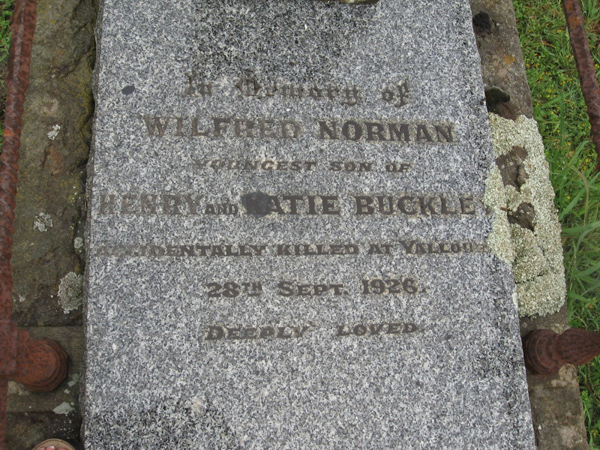 In Memory of
WILFRED NORMAN
YOUNGEST SON OF
HENRY AND KATIE BUCKLEY
ACCIDENTALLY KILLED AT
28TH SEPT. 1926.
DEEPLY LOVED.